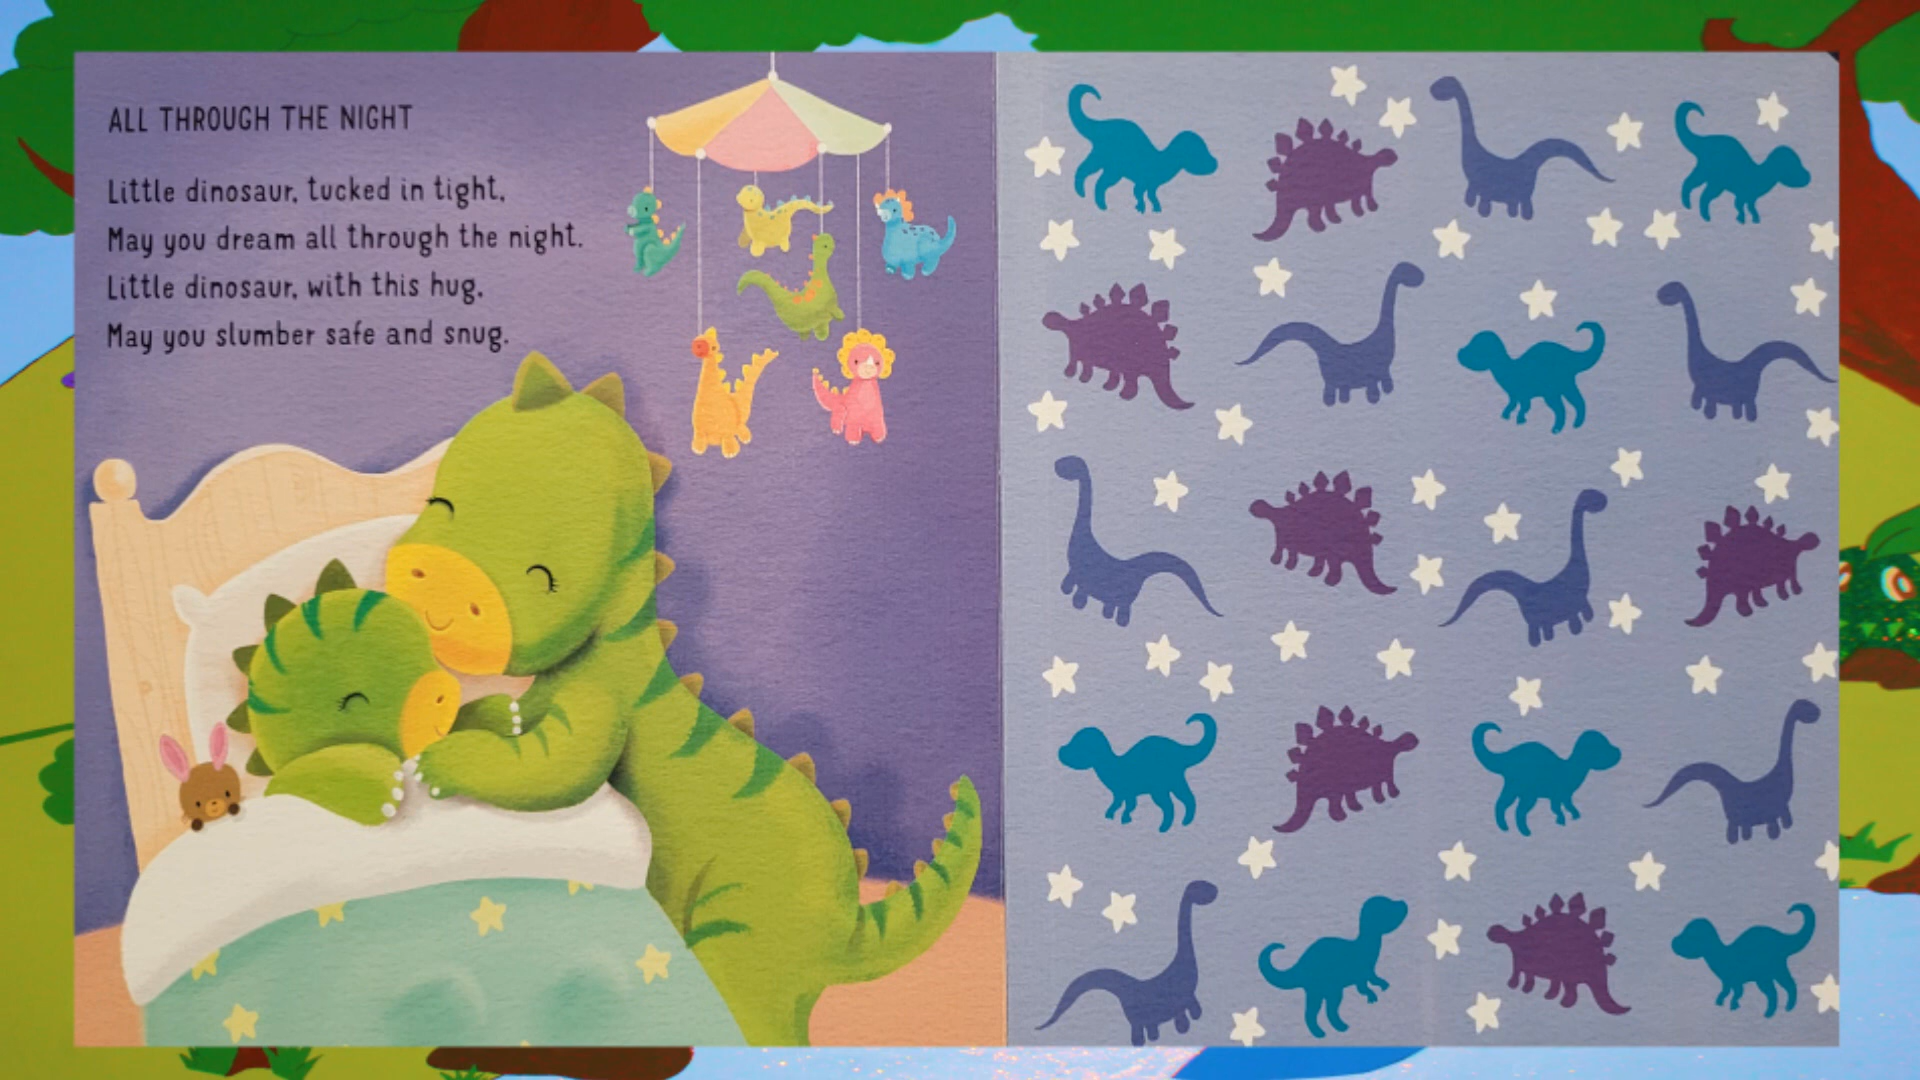 ALL THROUGH THE NIGHT
Little dinosaur, tucked in tight,
May you dream all through the night.
Little dinosaur, with this hug,
May you slumber safe and snug.